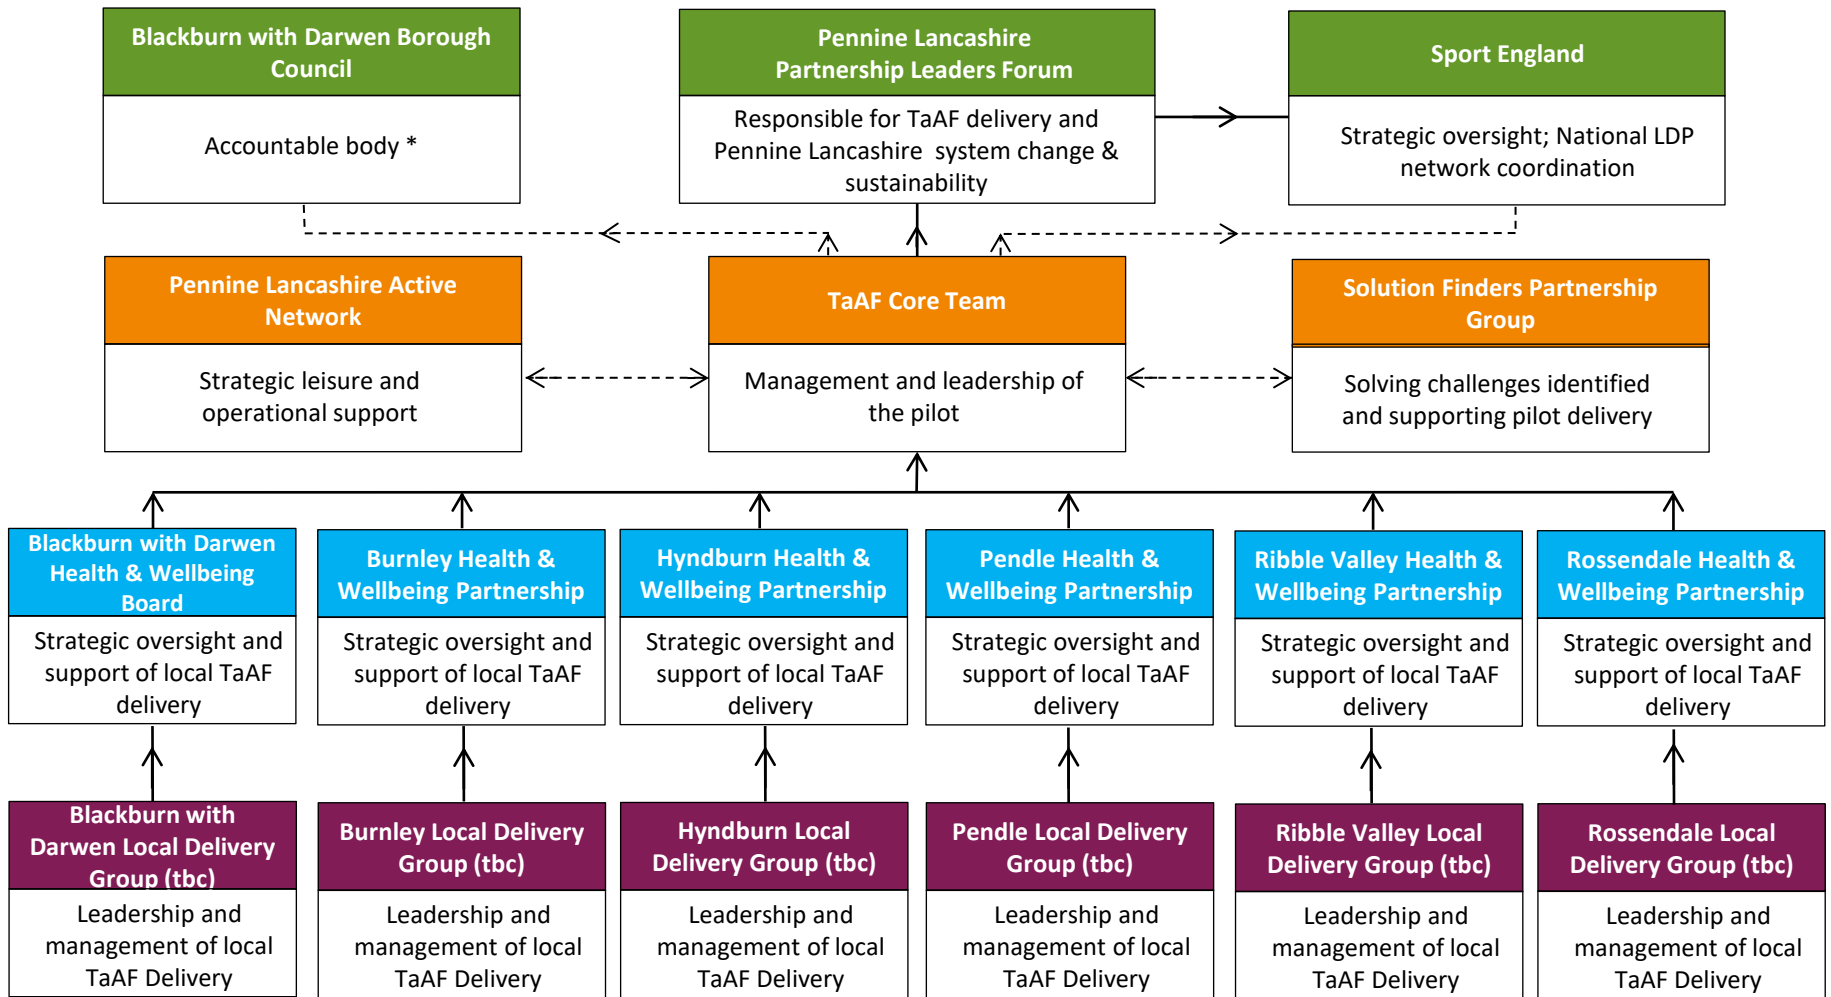 Blackburn with Darwen Borough
Council
Accountable body *
Pennine Lancashire
Partnership Leaders Forum
Responsible for TaAF delivery and
Pennine Lancashire system change &
sustainability
Sport England
Strategic oversight; National LDP
network coordination
Pennine Lancashire Active
Network
Strategic leisure and
operational support
TaAF Core Team
Management and leadership of
the pilot
Solution Finders Partnership
Group
Solving challenges identified
and supporting pilot delivery
Blackburn with Darwen
Health & Wellbeing
Board
Strategic oversight and
support of local TaAF
delivery
Burnley Health &
Wellbeing Partnership
Strategic oversight and
support of local TaAF
delivery
Hyndburn Health &
Wellbeing Partnership
Strategic oversight and
support of local TaAF
delivery
Pendle Health &
Wellbeing Partnership
Strategic oversight and
support of local TaAF
delivery
Ribble Valley Health &
Wellbeing Partnership
Strategic oversight and
support of local TaAF
delivery
Rossendale Health &
Wellbeing Partnership
Strategic oversight and
support of local TaAF
delivery
Blackburn with
Darwen Local Delivery
Group (tbc)
Leadership and
management of local
TaAF Delivery
Burnley Local Delivery
Group (tbc)
Leadership and
management of local
TaAF Delivery
Hyndburn Local
Delivery Group (tbc)
Leadership and
management of local
TaAF Delivery
Pendle Local Delivery
Group (tbc)
Leadership and
management of local
TaAF Delivery
Ribble Valley Local
Delivery Group (tbc)
Leadership and
management of local
TaAF Delivery
Rossendale Local
Delivery Group (tbc)
Leadership and
management of local
TaAF Delivery